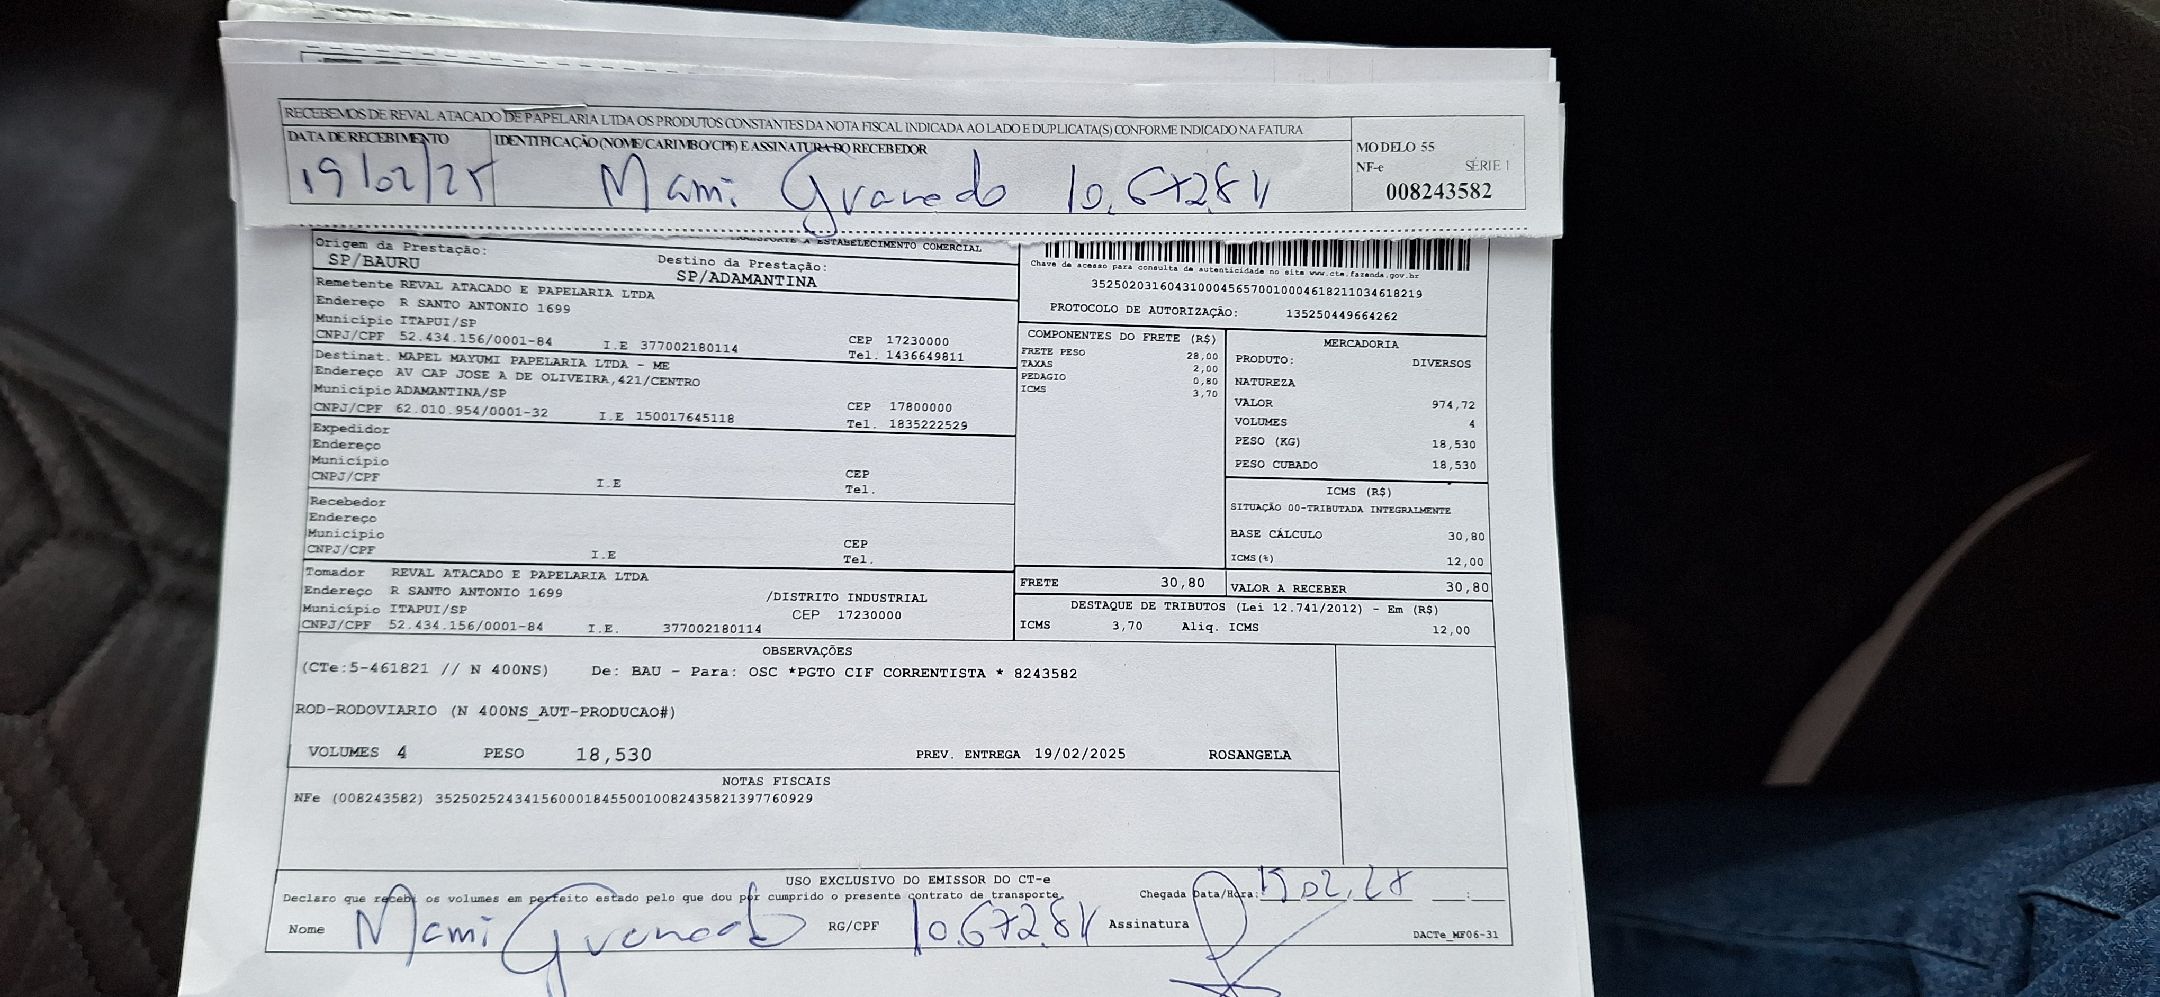 RECEBEMOS DE REVAL ATACADO DE PAPELARIA LTDA OS PRODUTOS CONSTANTES DA NOTA FISCAL INDICADA AO LADO E DUPLICATA(S) CONFORME INDICADO NA FATURA
DATA DE RECEBIMENTO IDENTIFICAÇÃO (NOME/CARIMBO/CPF) E ASSINATURA DO RECEBEDOR
19/02/25
MODELO 55
NF-e SÉRIE 1
008243582
TRANSPORTE A ESTABELECIMENTO COMERCIAL
Origem da Prestação: Destino da Prestação:
SP/BAURU SP/ADAMANTINA
Remetente REVAL ATACADO E PAPELARIA LTDA
Endereço R SANTO ANTONIO 1699
Município ITAPUI/SP CEP 17230000
CNPJ/CPF 52.434.156/0001-84 I.E 377002180114 Tel. 1436649811
Destinat. MAPEL MAYUMI PAPELARIA LTDA - ME
Endereço AV CAP JOSE A DE OLIVEIRA,421/CENTRO
Município ADAMANTINA/SP CEP 17800000
CNPJ/CPF 62.010.954/0001-32 I.E 150017645118 Tel. 1835222529
Expedidor
Endereço
Município CEP
CNPJ/CPF I.E Tel.
Recebedor
Endereço
Município CEP
CNPJ/CPF I.E Tel.
Tomador REVAL ATACADO E PAPELARIA LTDA
Endereço R SANTO ANTONIO 1699 /DISTRITO INDUSTRIAL
Município ITAPUI/SP CEP 17230000
CNPJ/CPF 52.434.156/0001-84 I.E. 377002180114
Chave de acesso para consulta de autenticidade no site www.cte.fazenda.gov.br
35250203160431000456570010004618211034618219
PROTOCOLO DE AUTORIZAÇÃO: 135250449664262
COMPONENTES DO FRETE (R$)
FRETE PESO 28,00
TAXAS 2,00
PEDAGIO 0,80
ICMS 3,70
MERCADORIA
PRODUTO: DIVERSOS
NATUREZA
VALOR 974,72
VOLUMES 4
PESO (KG) 18,530
PESO CUBADO 18,530
ICMS (R$)
SITUAÇÃO 00-TRIBUTADA INTEGRALMENTE
BASE CÁLCULO 30,80
ICMS(%) 12,00
FRETE 30,80 VALOR A RECEBER 30,80
DESTAQUE DE TRIBUTOS (Lei 12.741/2012) - Em (R$)
ICMS 3,70 Aliq. ICMS 12,00
OBSERVAÇÕES
(CTe:5-461821 // N 400NS) De: BAU - Para: OSC *PGTO CIF CORRENTISTA * 8243582
ROD-RODOVIARIO (N 400NS_AUT-PRODUCAO#)
VOLUMES 4 PESO 18,530 PREV. ENTREGA 19/02/2025 ROSANGELA
NOTAS FISCAIS
NFe (008243582) 35250252434156000184550010082435821397760929
USO EXCLUSIVO DO EMISSOR DO CT-e
Declaro que recebi os volumes em perfeito estado pelo que dou por cumprido o presente contrato de transporte. Chegada Data/Hora:
Nome RG/CPF Assinatura
DACTe_MF06-31